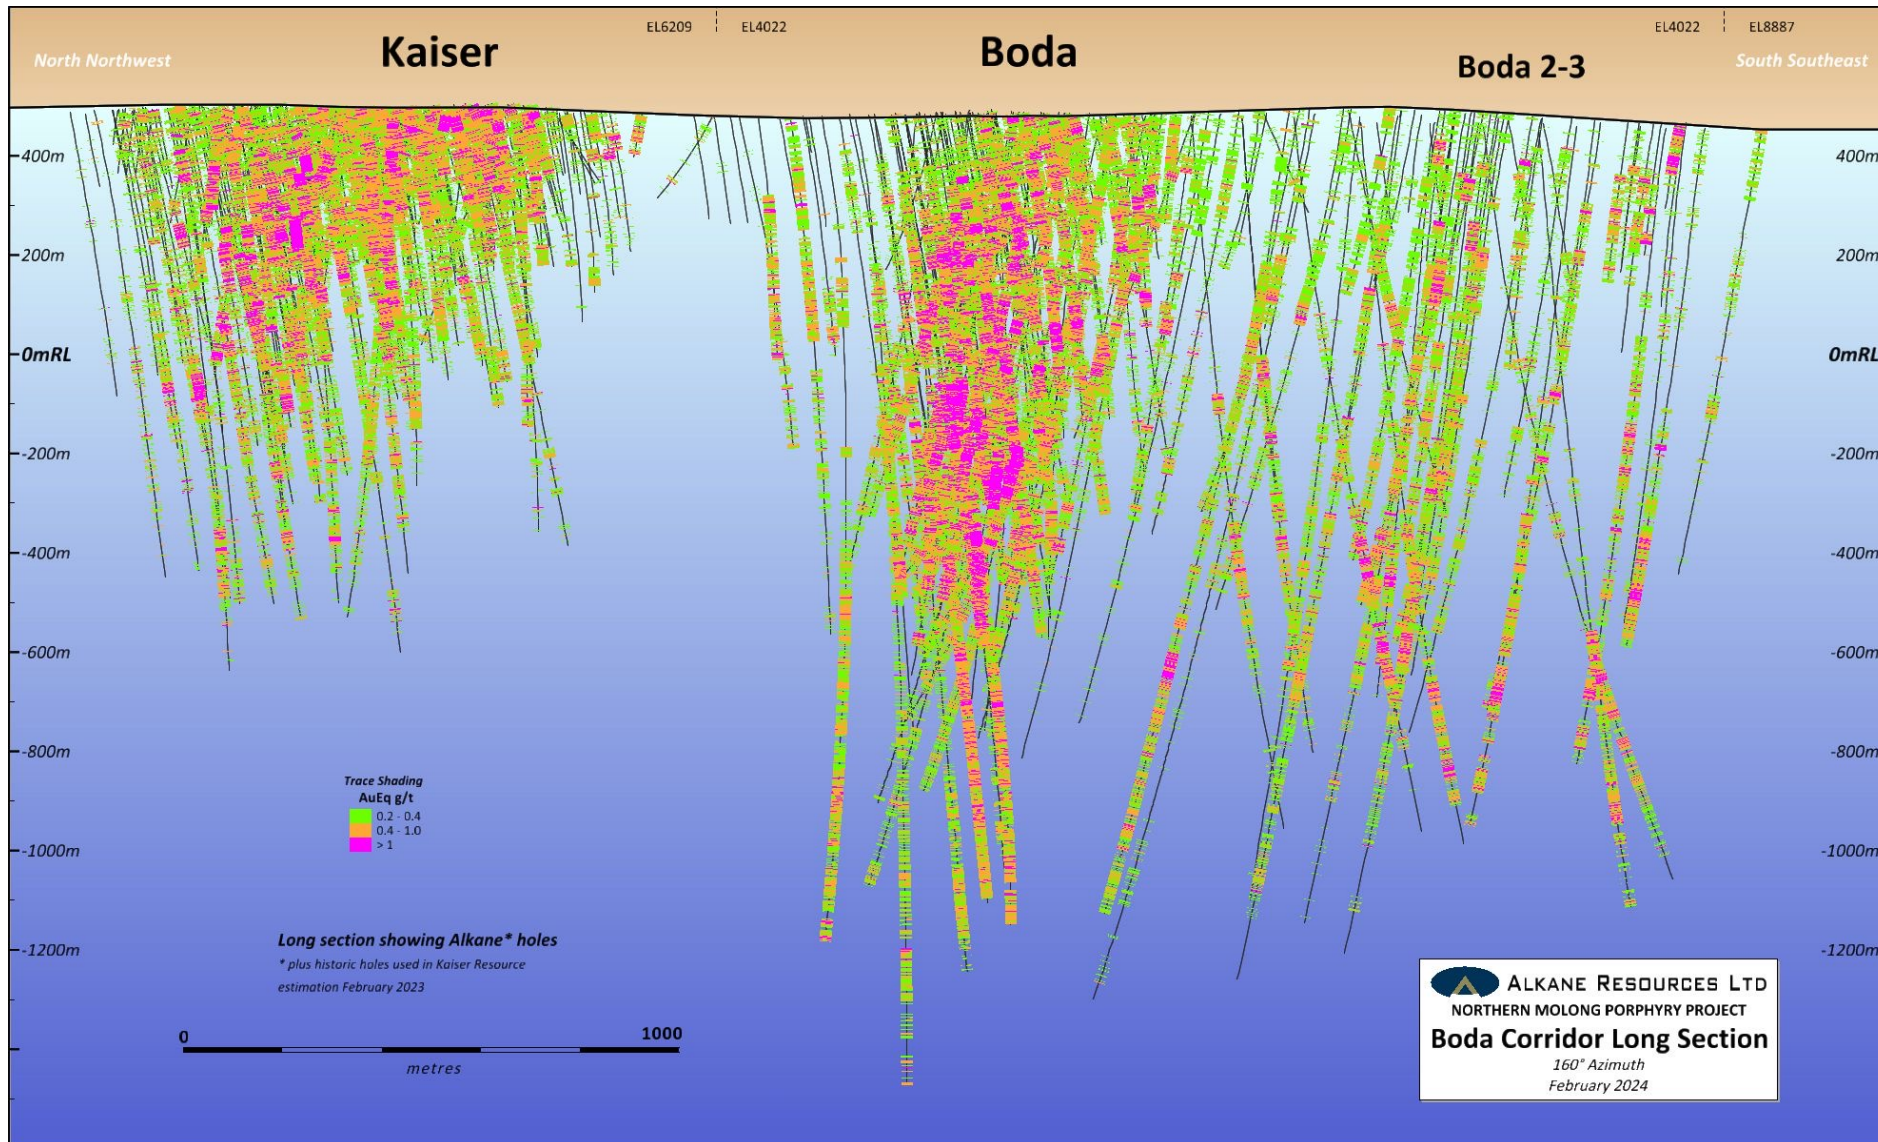 EL6209
EL4022
EL4022
EL8887
North Northwest
Kaiser
Boda
Boda 2-3
South Southeast
400m
400m
200m
200m
0mRL
0mRL
-200m
-200m
-400m
-400m
-600m
-600m
-800m
-800m
-1000m
-1000m
-1200m
-1200m
Trace Shading
AuEq g/t
0.2 - 0.4
0.4 - 1.0
> 1
Long section showing Alkane* holes
* plus historic holes used in Kaiser Resource
estimation February 2023
0
1000
metres
ALKANE RESOURCES LTD
NORTHERN MOLONG PORPHYRY PROJECT
Boda Corridor Long Section
160° Azimuth
February 2024